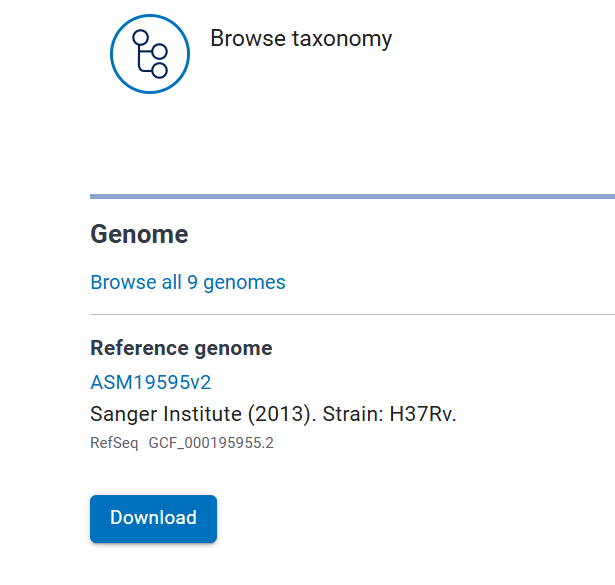 Browse taxonomy
Genome
Browse all 9 genomes
Reference genome
ASM19595v2
Sanger Institute (2013). Strain: H37Rv.
RefSeq GCF_000195955.2
Download